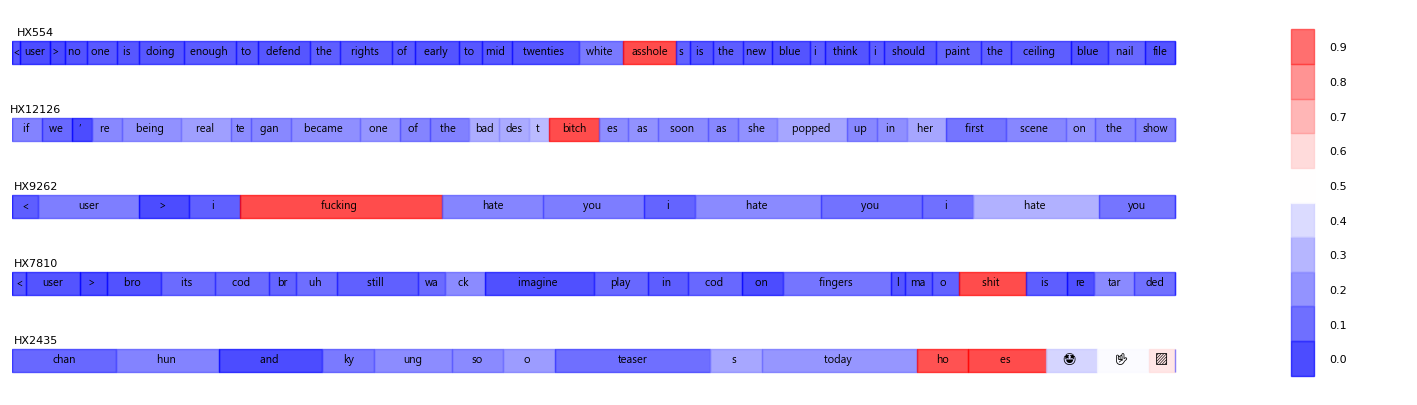 HX554
< user > no one is doing enough to defend the rights of early to mid twenties white asshole s is the new blue i think i should paint the ceiling blue nail file
HX12126
if we ' re being real te gan became one of the bad des t bitch es as soon as she popped up in her first scene on the show
HX9262
< user > i fucking hate you i hate you i hate you
HX7810
< user > bro its cod br uh still wa ck imagine play in cod on fingers l ma o shit is re tar ded
HX2435
chan hun and ky ung so o teaser s today ho es
0.9
0.8
0.7
0.6
0.5
0.4
0.3
0.2
0.1
0.0